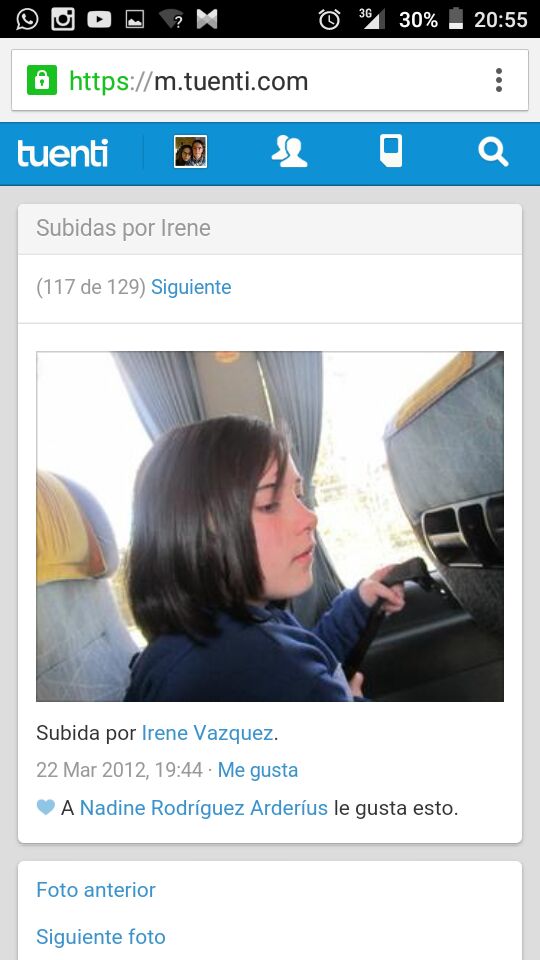 3G 30% 20:55
https://m.tuenti.com
tuenti
Subidas por Irene
(117 de 129) Siguiente
Subida por Irene Vazquez.
22 Mar 2012, 19:44 · Me gusta
A Nadine Rodríguez Arderíus le gusta esto.
Foto anterior
Siguiente foto